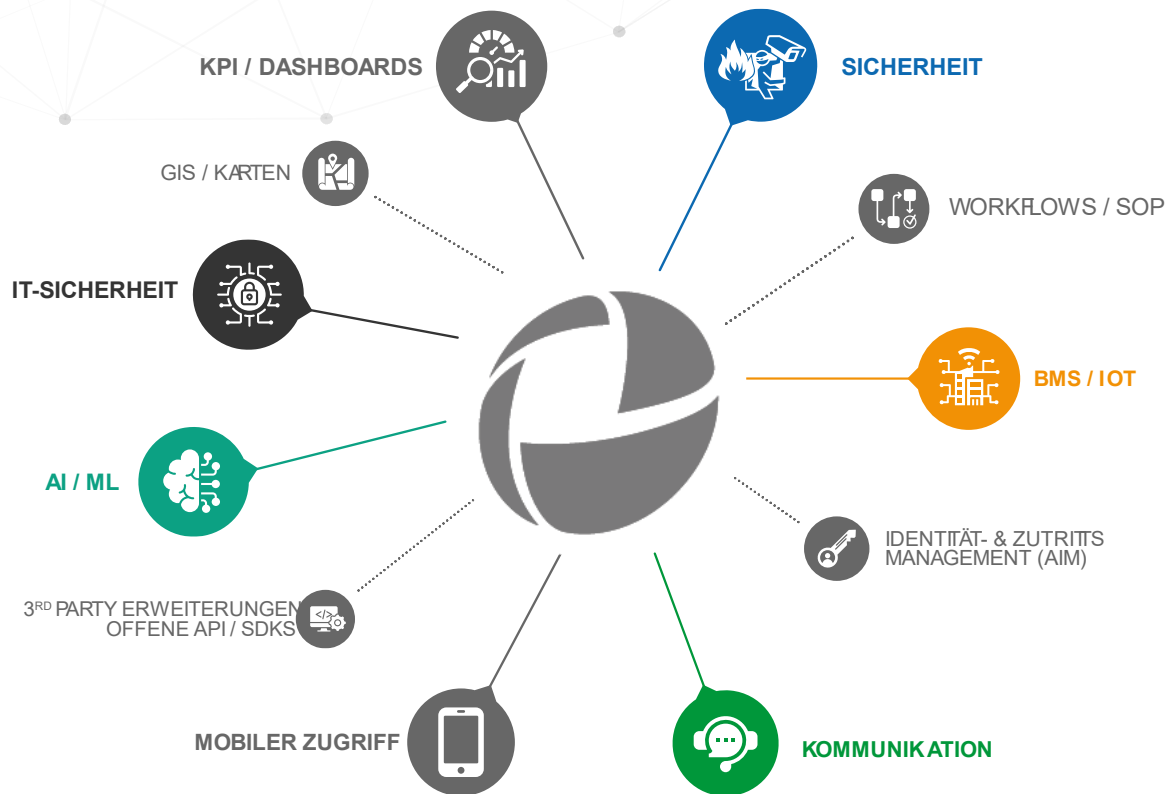 KPI / DASHBOARDS
SICHERHEIT
GIS / KARTEN
WORKFLOWS / SOP
IT-SICHERHEIT
BMS / IOT
AI / ML
IDENTITÄT- & ZUTRITTS
MANAGEMENT (AIM)
3RD PARTY ERWEITERUNGEN
OFFENE API / SDKS
MOBILER ZUGRIFF
KOMMUNIKATION